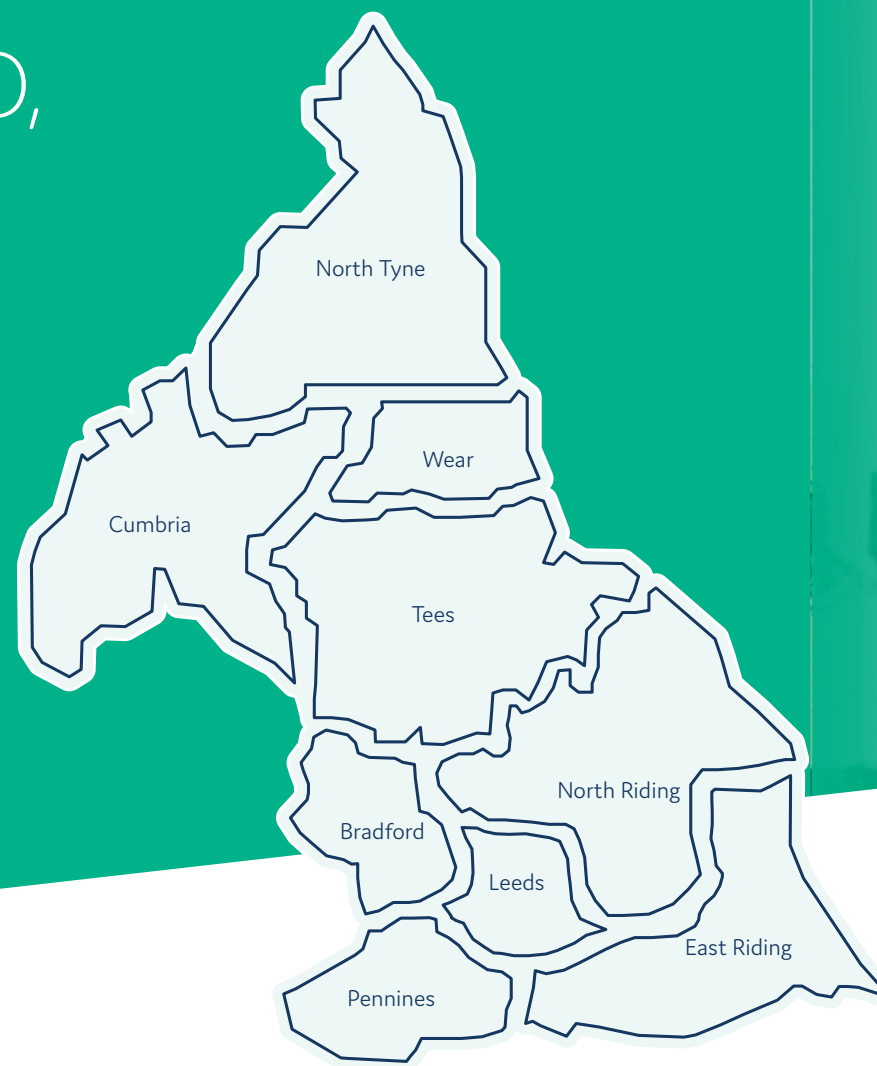 North Tyne
Wear
Cumbria
Tees
North Riding
Bradford
Leeds
East Riding
Pennines